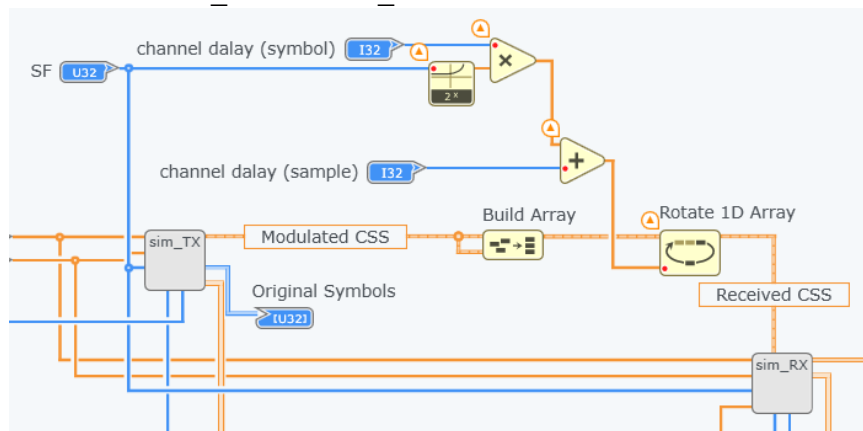 channel dalay (symbol) I32
SF U32
2ˣ
×
channel dalay (sample) I32
+
Build Array
Rotate 1D Array
sim_TX
Modulated CSS
Original Symbols
[U32]
Received CSS
sim_RX